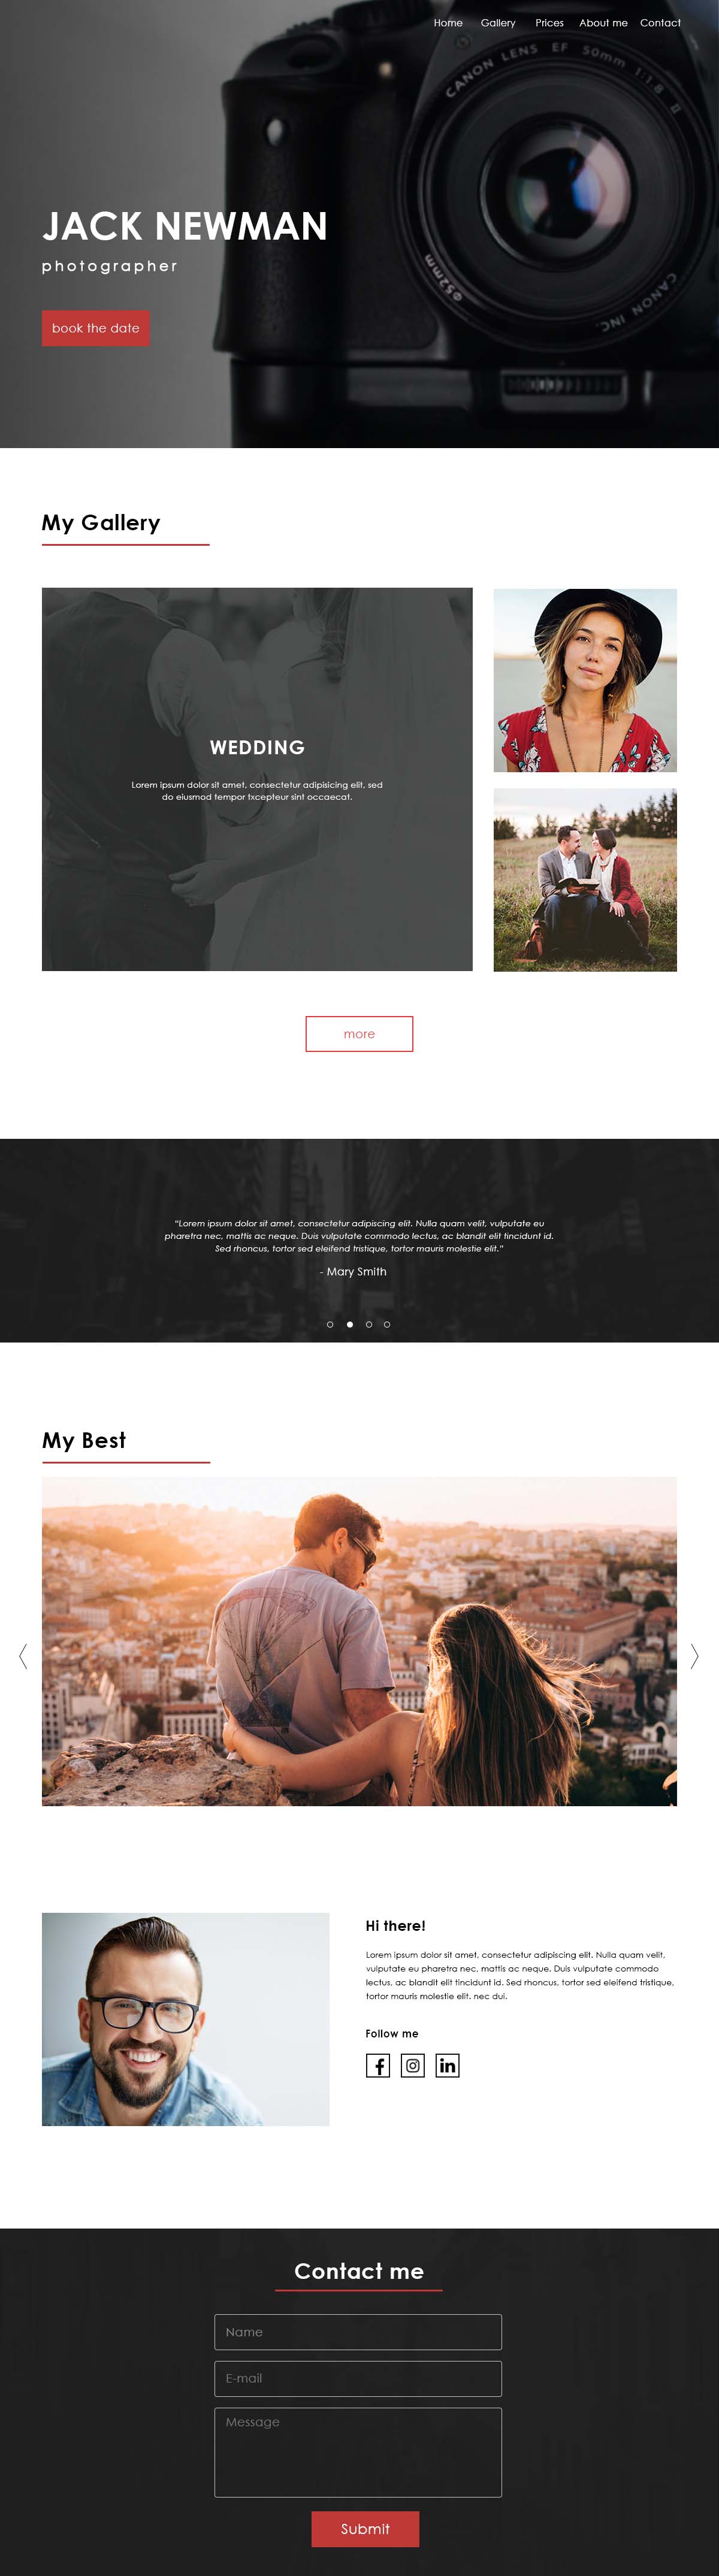 Home Gallery Prices About me Contact
CANON LENS EF 50mm 1:1.8 II
ø52mm
CANON INC.
JACK NEWMAN
photographer
book the date
My Gallery
WEDDING
Lorem ipsum dolor sit amet, consectetur adipisicing elit, sed
do eiusmod tempor txcepteur sint occaecat.
more
“Lorem ipsum dolor sit amet, consectetur adipiscing elit. Nulla quam velit, vulputate eu
pharetra nec, mattis ac neque. Duis vulputate commodo lectus, ac blandit elit tincidunt id.
Sed rhoncus, tortor sed eleifend tristique, tortor mauris molestie elit.”
- Mary Smith
My Best
Hi there!
Lorem ipsum dolor sit amet, consectetur adipiscing elit. Nulla quam velit,
vulputate eu pharetra nec, mattis ac neque. Duis vulputate commodo
lectus, ac blandit elit tincidunt id. Sed rhoncus, tortor sed eleifend tristique,
tortor mauris molestie elit. nec dui.
Follow me
f in
Contact me
Name
E-mail
Message
Submit